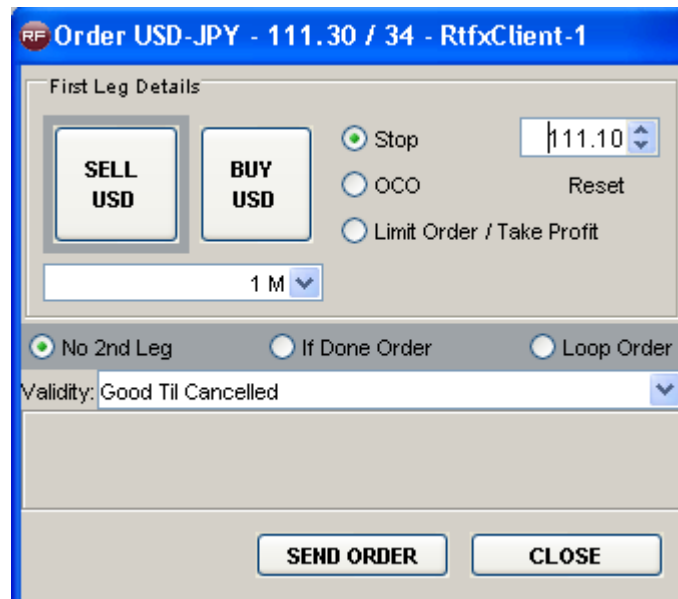 RF Order USD-JPY - 111.30 / 34 - RtfxClient-1
First Leg Details
SELL USD
BUY USD
Stop
111.10
OCO
Reset
Limit Order / Take Profit
1 M
No 2nd Leg
If Done Order
Loop Order
Validity: Good Til Cancelled
SEND ORDER
CLOSE